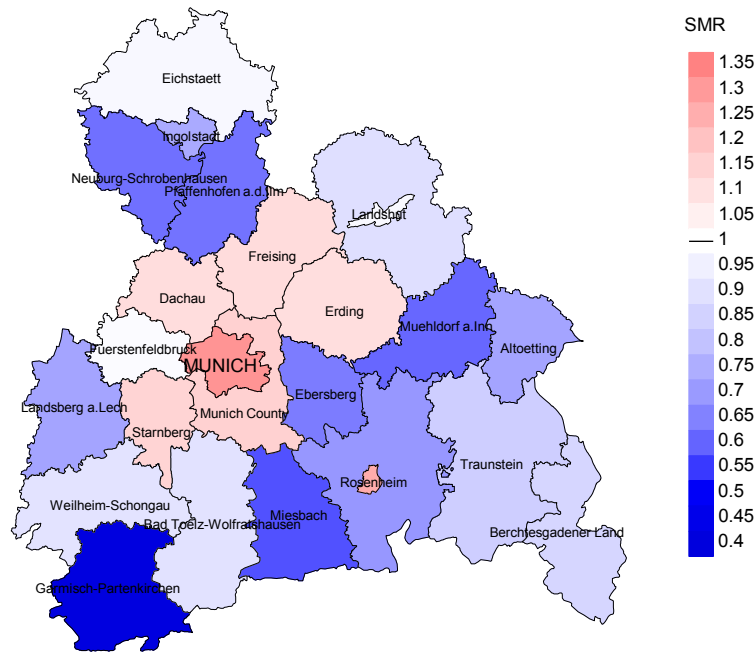 SMR
1.35
1.3
1.25
1.2
1.15
1.1
1.05
1
0.95
0.9
0.85
0.8
0.75
0.7
0.65
0.6
0.55
0.5
0.45
0.4
Eichstaett
Ingolstadt
Neuburg-Schrobenhausen
Pfaffenhofen a.d.Ilm
Landshut
Freising
Dachau
Erding
Muehldorf a.Inn
Altoetting
Fuerstenfeldbruck
MUNICH
Ebersberg
Landsberg a.Lech
Munich County
Starnberg
Traunstein
Rosenheim
Weilheim-Schongau
Miesbach
Bad Toelz-Wolfratshausen
Berchtesgadener Land
Garmisch-Partenkirchen